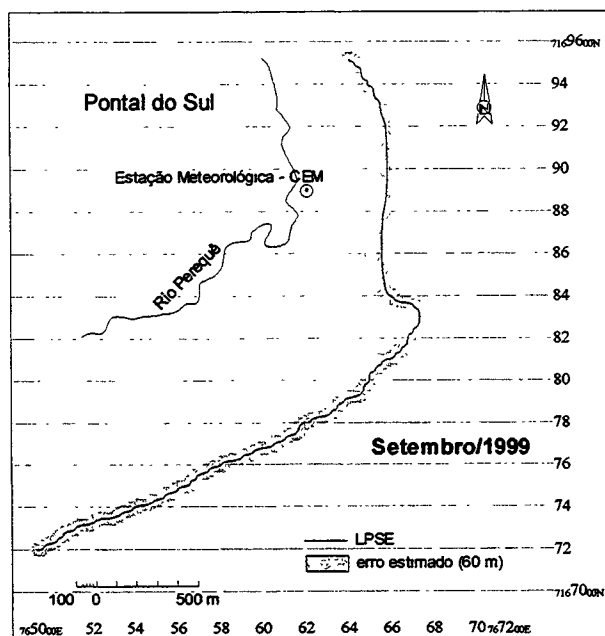 7169600N
94
Pontal do Sul
N
92
Estação Meteorológica - CEM
90
88
86
Rio Perequê
84
82
80
78
Setembro/1999
76
74
LPSE
72
erro estimado (60 m)
7167000N
100 0 500 m
7650000E 52 54 56 58 60 62 64 66 68 70 767200E